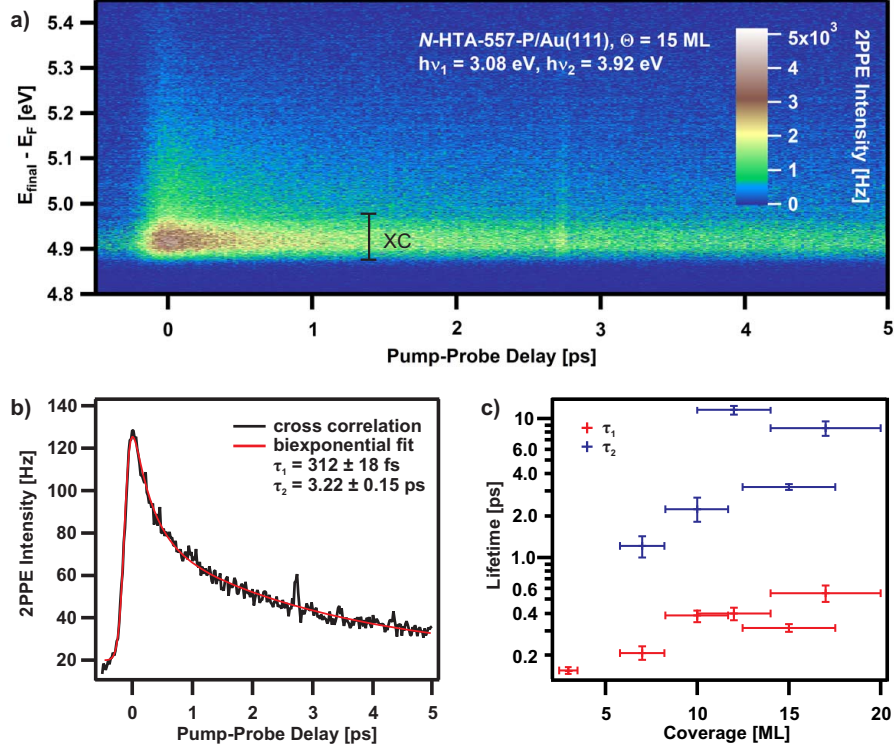 a)
N-HTA-557-P/Au(111), Θ = 15 ML
hν1 = 3.08 eV, hν2 = 3.92 eV
5x10³
4
3
2
1
0
2PPE Intensity [Hz]
XC
5.4
5.3
5.2
5.1
5.0
4.9
4.8
Efinal - EF [eV]
0 1 2 3 4 5
Pump-Probe Delay [ps]
b)
cross correlation
biexponential fit
τ1 = 312 ± 18 fs
τ2 = 3.22 ± 0.15 ps
140
120
100
80
60
40
20
2PPE Intensity [Hz]
0 1 2 3 4 5
Pump-Probe Delay [ps]
c)
τ1
τ2
10
4.0
2.0
1.0
0.4
0.2
Lifetime [ps]
5 10 15 20
Coverage [ML]